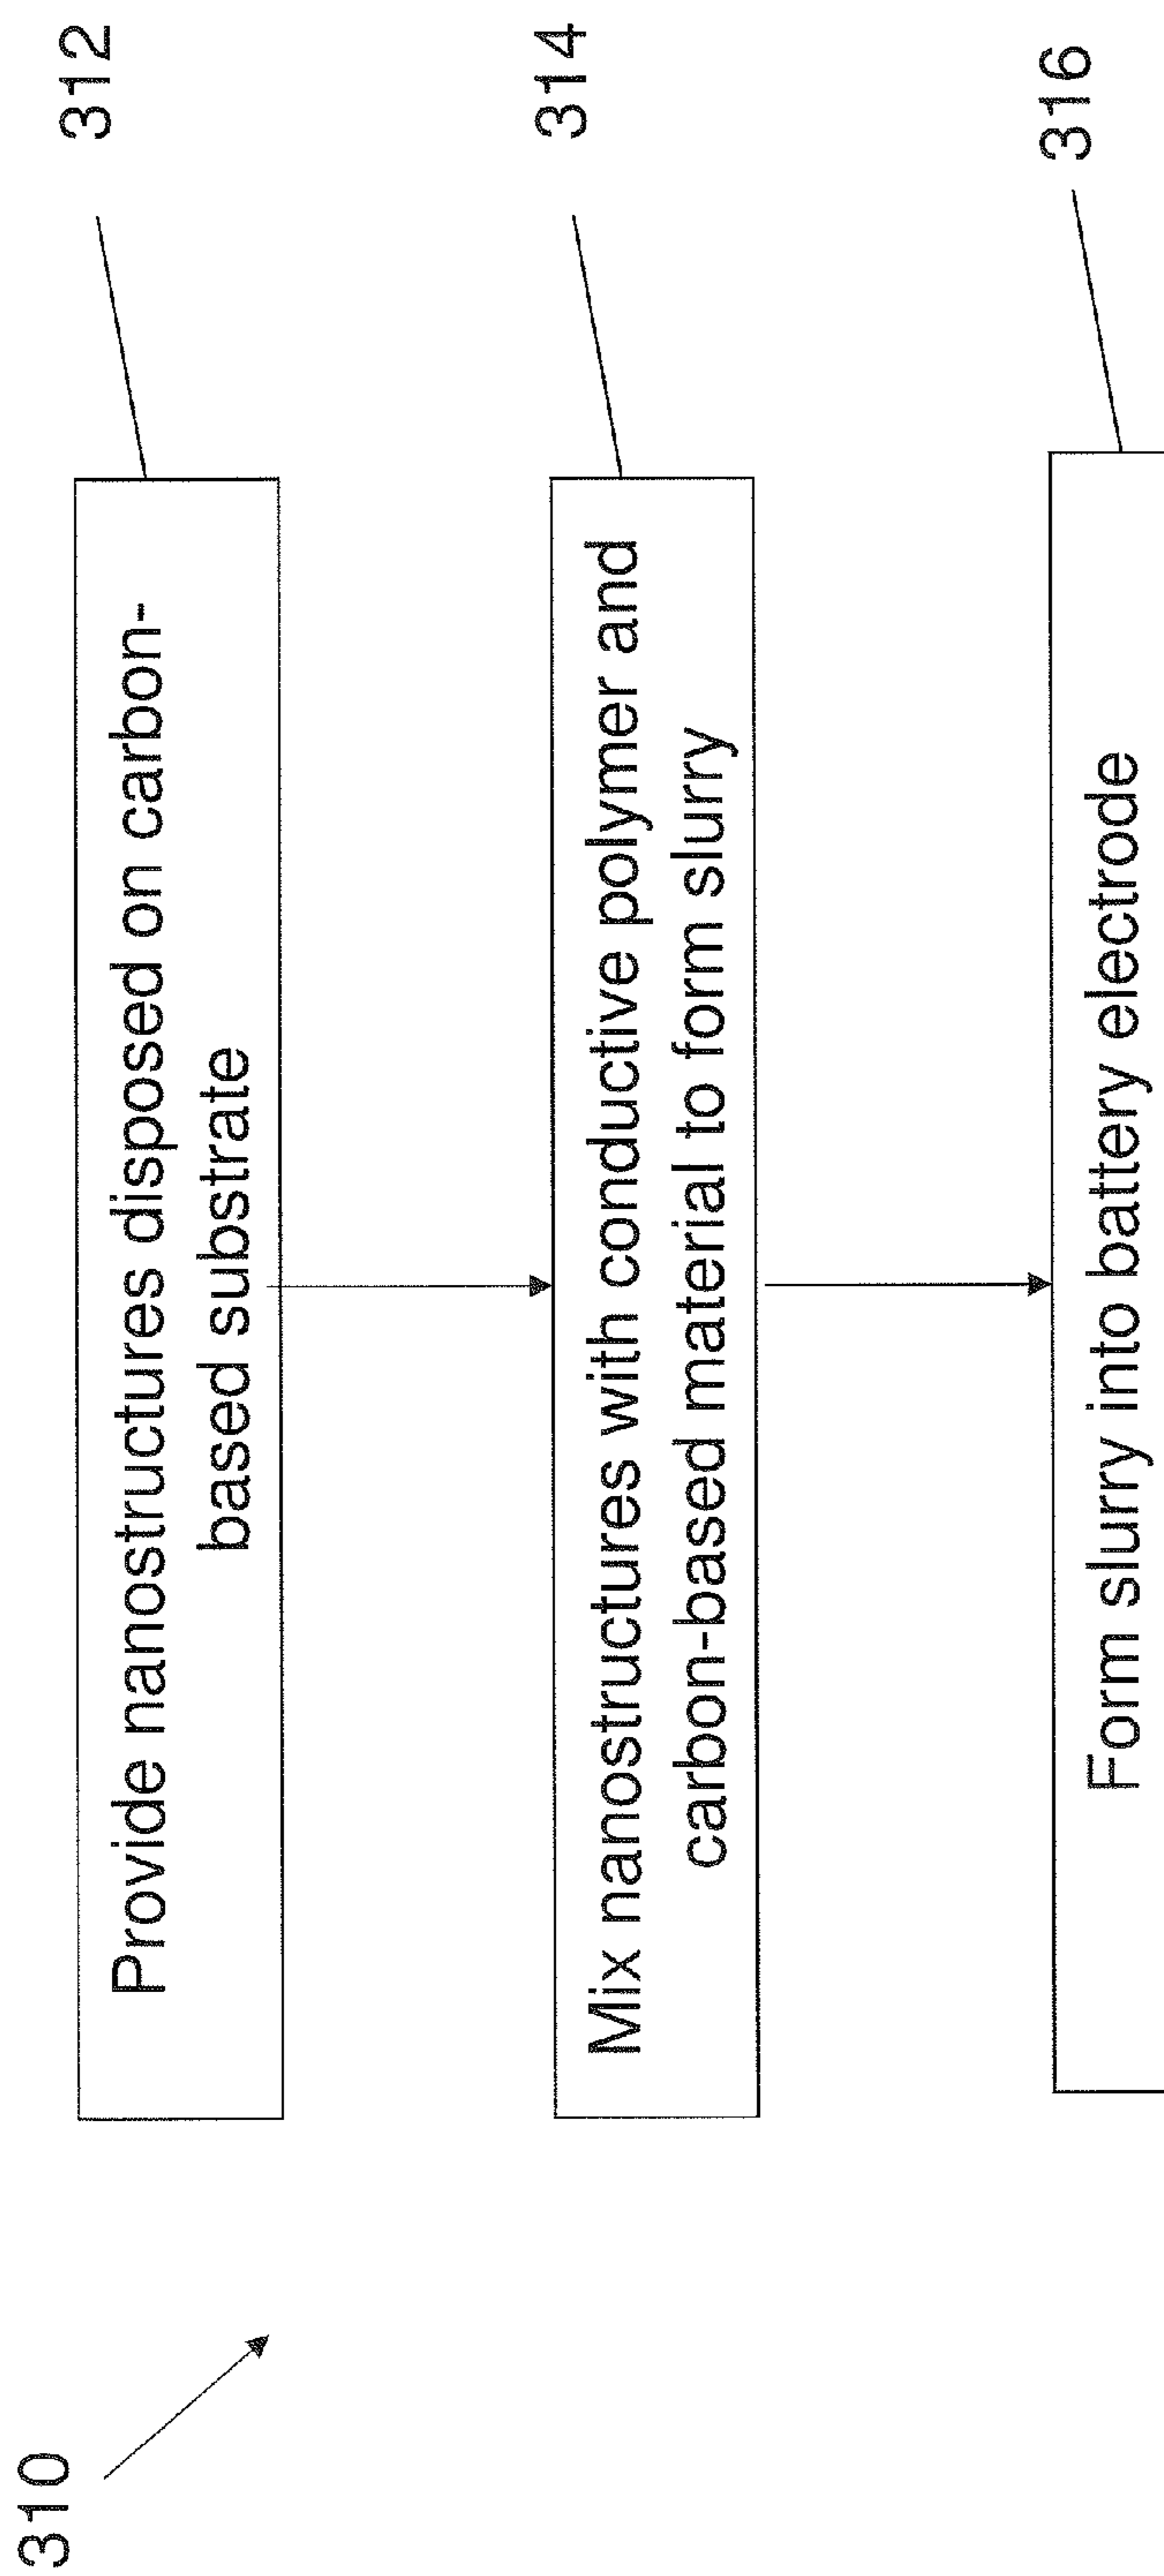 310
Provide nanostructures disposed on carbon-
based substrate
312
Mix nanostructures with conductive polymer and
carbon-based material to form slurry
314
Form slurry into battery electrode
316